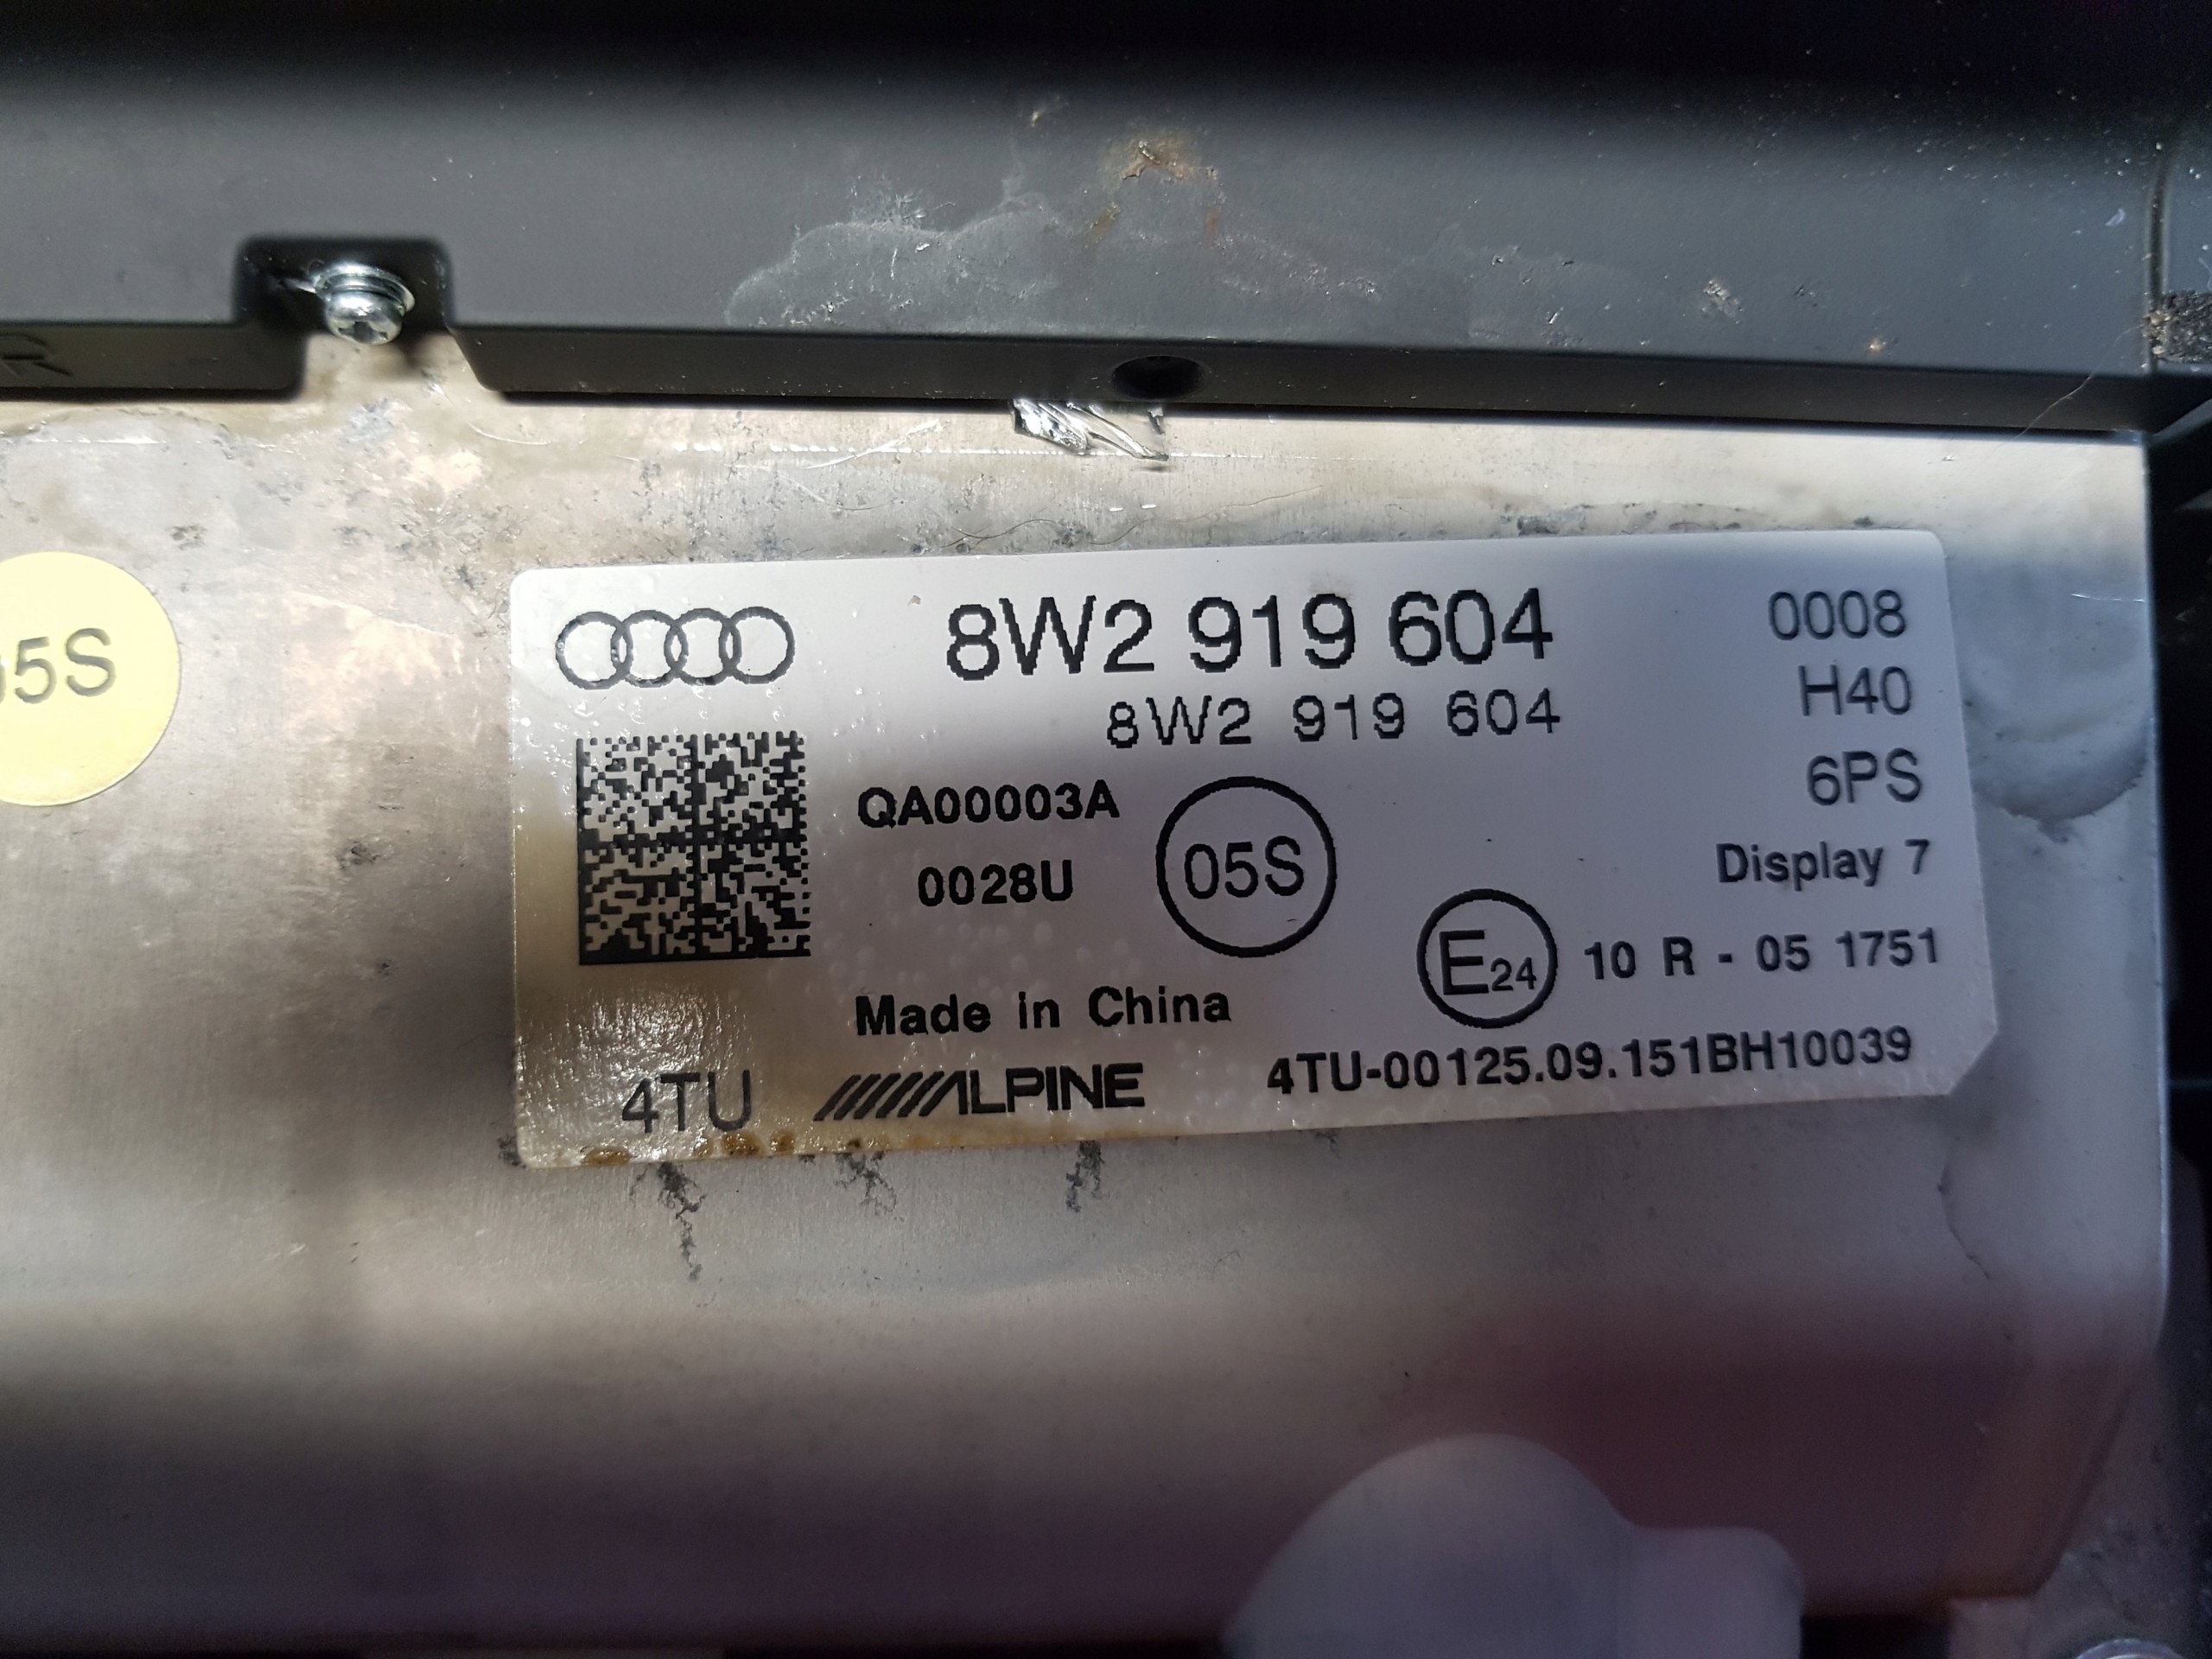 R
05S
8W2 919 604
8W2 919 604
0008
H40
6PS
Display 7
QA00003A
0028U
05S
E24 10 R - 05 1751
Made in China
4TU
ALPINE
4TU-00125.09.151BH10039